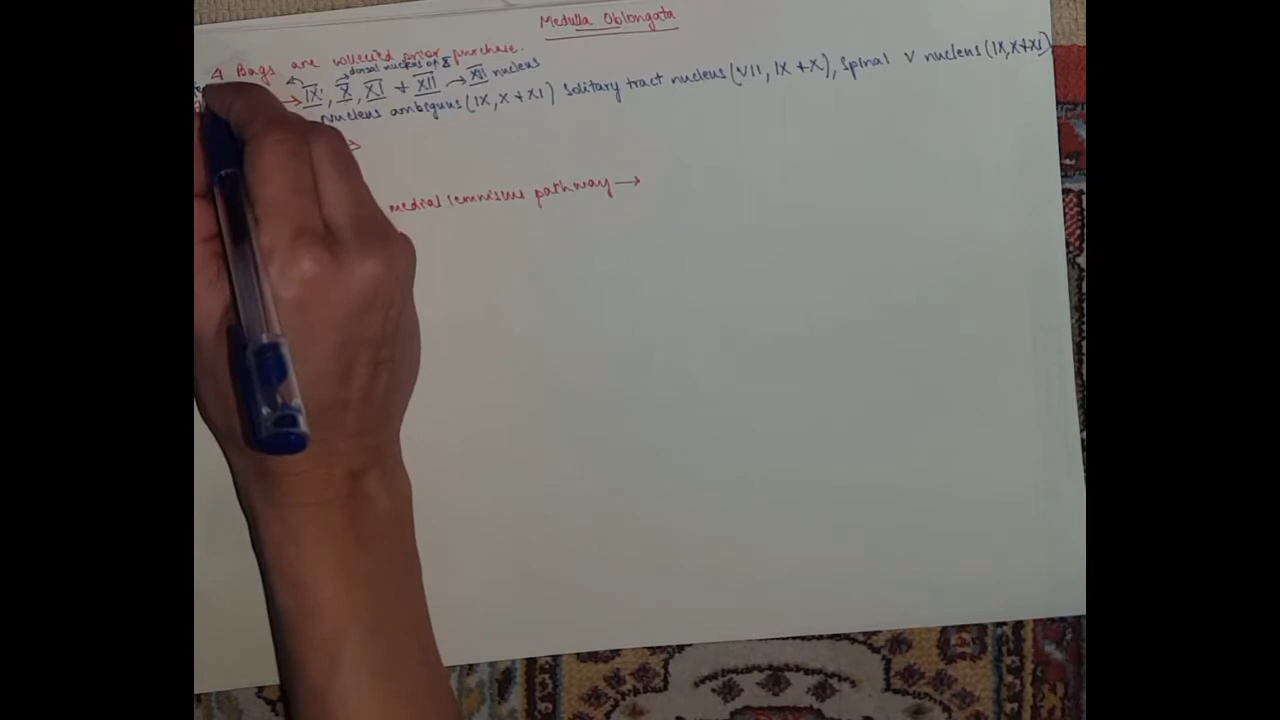 Medulla Oblongata
4 Bags are collected prior purchase.
dorsal nucleus of X
→ IX, X, XI + XII → XII nucleus
Nucleus ambiguus (IX, X + XI) Solitary tract nucleus (VII, IX + X), Spinal V nucleus (IX, X + XI)
medial lemniscus pathway →